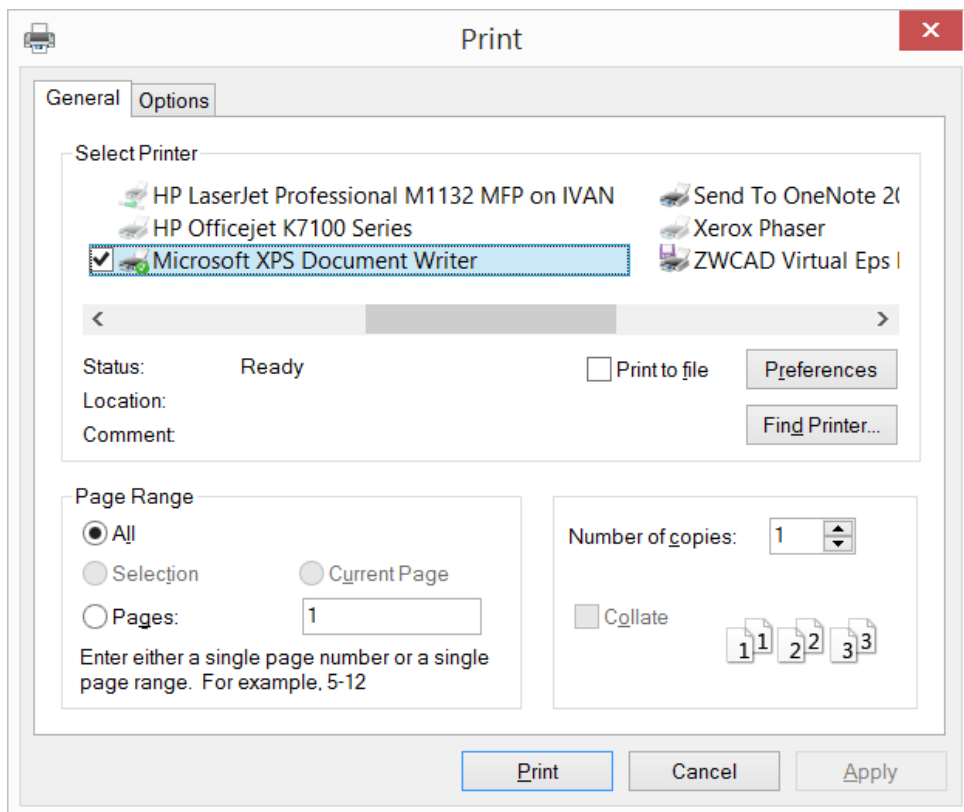 Print
General Options
Select Printer
HP LaserJet Professional M1132 MFP on IVAN Send To OneNote 20
HP Officejet K7100 Series Xerox Phaser
Microsoft XPS Document Writer ZWCAD Virtual Eps
Status: Ready Print to file Preferences
Location:
Comment: Find Printer...
Page Range
All Number of copies: 1
Selection Current Page
Pages: 1 Collate
1 1 2 2 3 3
Enter either a single page number or a single
page range. For example, 5-12
Print Cancel Apply